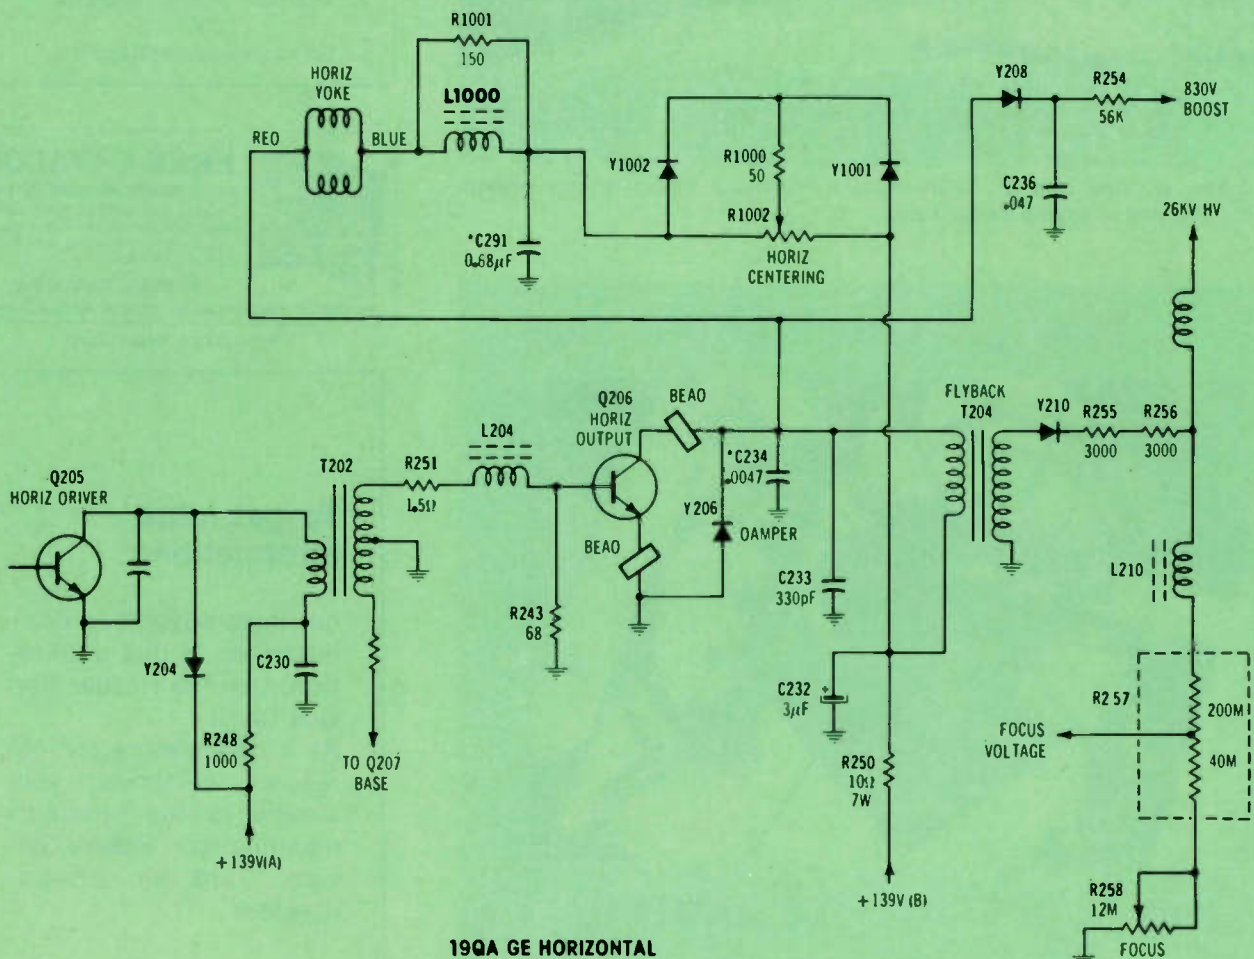 R1001
150
HORIZ
YOKE
L1000
REO
BLUE
*C291
0.68µF
Y1002
R1000
50
Y1001
R1002
HORIZ
CENTERING
Y208
R254
56K
830V
BOOST
C236
.047
26KV HV
Q205
HORIZ ORIVER
T202
R251
1.5Ω
L204
Q206
HORIZ
OUTPUT
BEAO
BEAO
*C234
.0047
Y206
OAMPER
FLYBACK
T204
Y210
R255
3000
R256
3000
C233
330pF
L210
R243
68
Y204
C230
R248
1000
TO Q207
BASE
+139V(A)
C232
3µF
+
R250
10Ω
7W
+139V (B)
R257
200M
40M
FOCUS
VOLTAGE
R258
12M
FOCUS
19QA GE HORIZONTAL